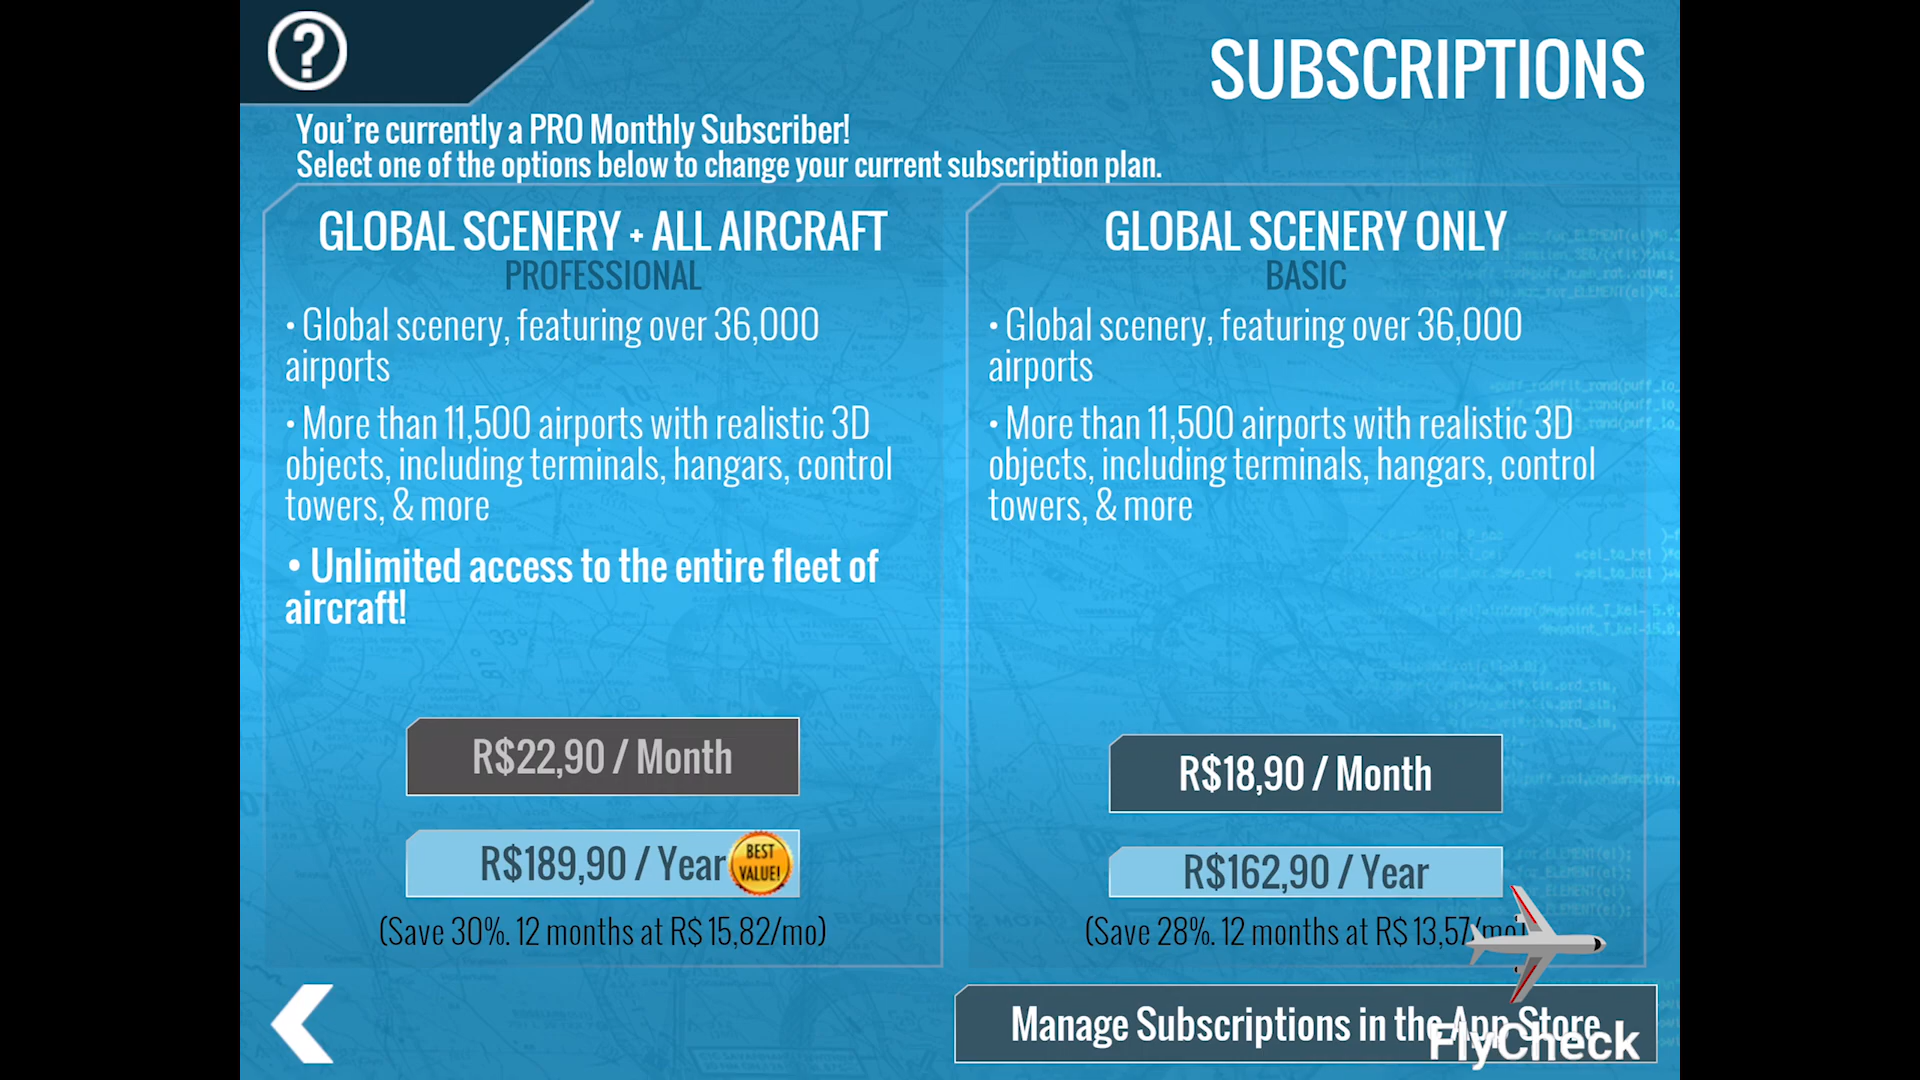 SUBSCRIPTIONS
You're currently a PRO Monthly Subscriber!
Select one of the options below to change your current subscription plan.
GLOBAL SCENERY + ALL AIRCRAFT
PROFESSIONAL
• Global scenery, featuring over 36,000
airports
• More than 11,500 airports with realistic 3D
objects, including terminals, hangars, control
towers, & more
• Unlimited access to the entire fleet of
aircraft!
R$22,90 / Month
R$189,90 / Year
BEST
VALUE!
(Save 30%. 12 months at R$ 15,82/mo)
GLOBAL SCENERY ONLY
BASIC
• Global scenery, featuring over 36,000
airports
• More than 11,500 airports with realistic 3D
objects, including terminals, hangars, control
towers, & more
R$18,90 / Month
R$162,90 / Year
(Save 28%. 12 months at R$ 13,57/mo)
Manage Subscriptions in the App Store
FlyCheck